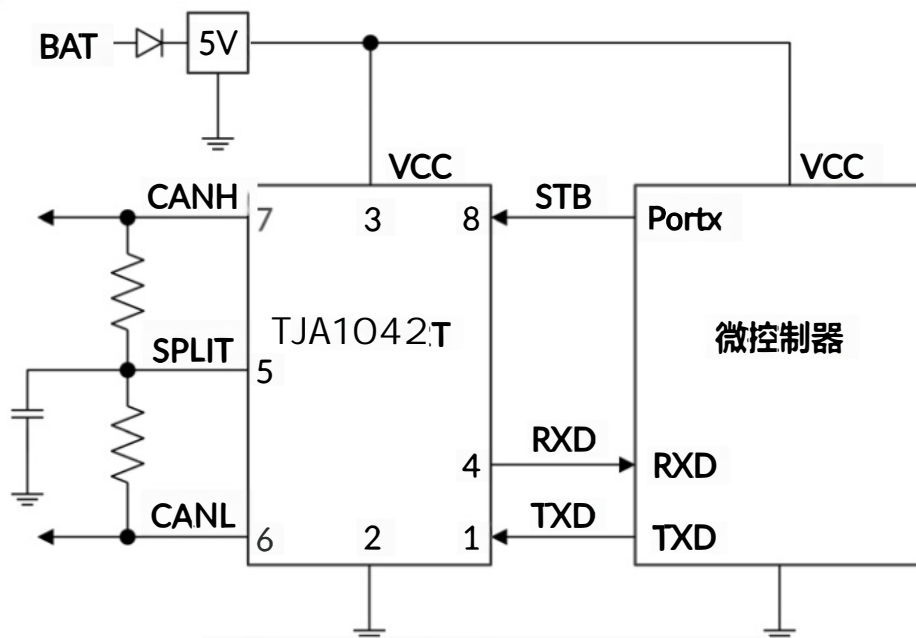 BAT
5V
VCC
VCC
CANH
7
3
8
STB
Portx
TJA1042T
微控制器
SPLIT
5
RXD
4
RXD
CANL
TXD
6
2
1
TXD